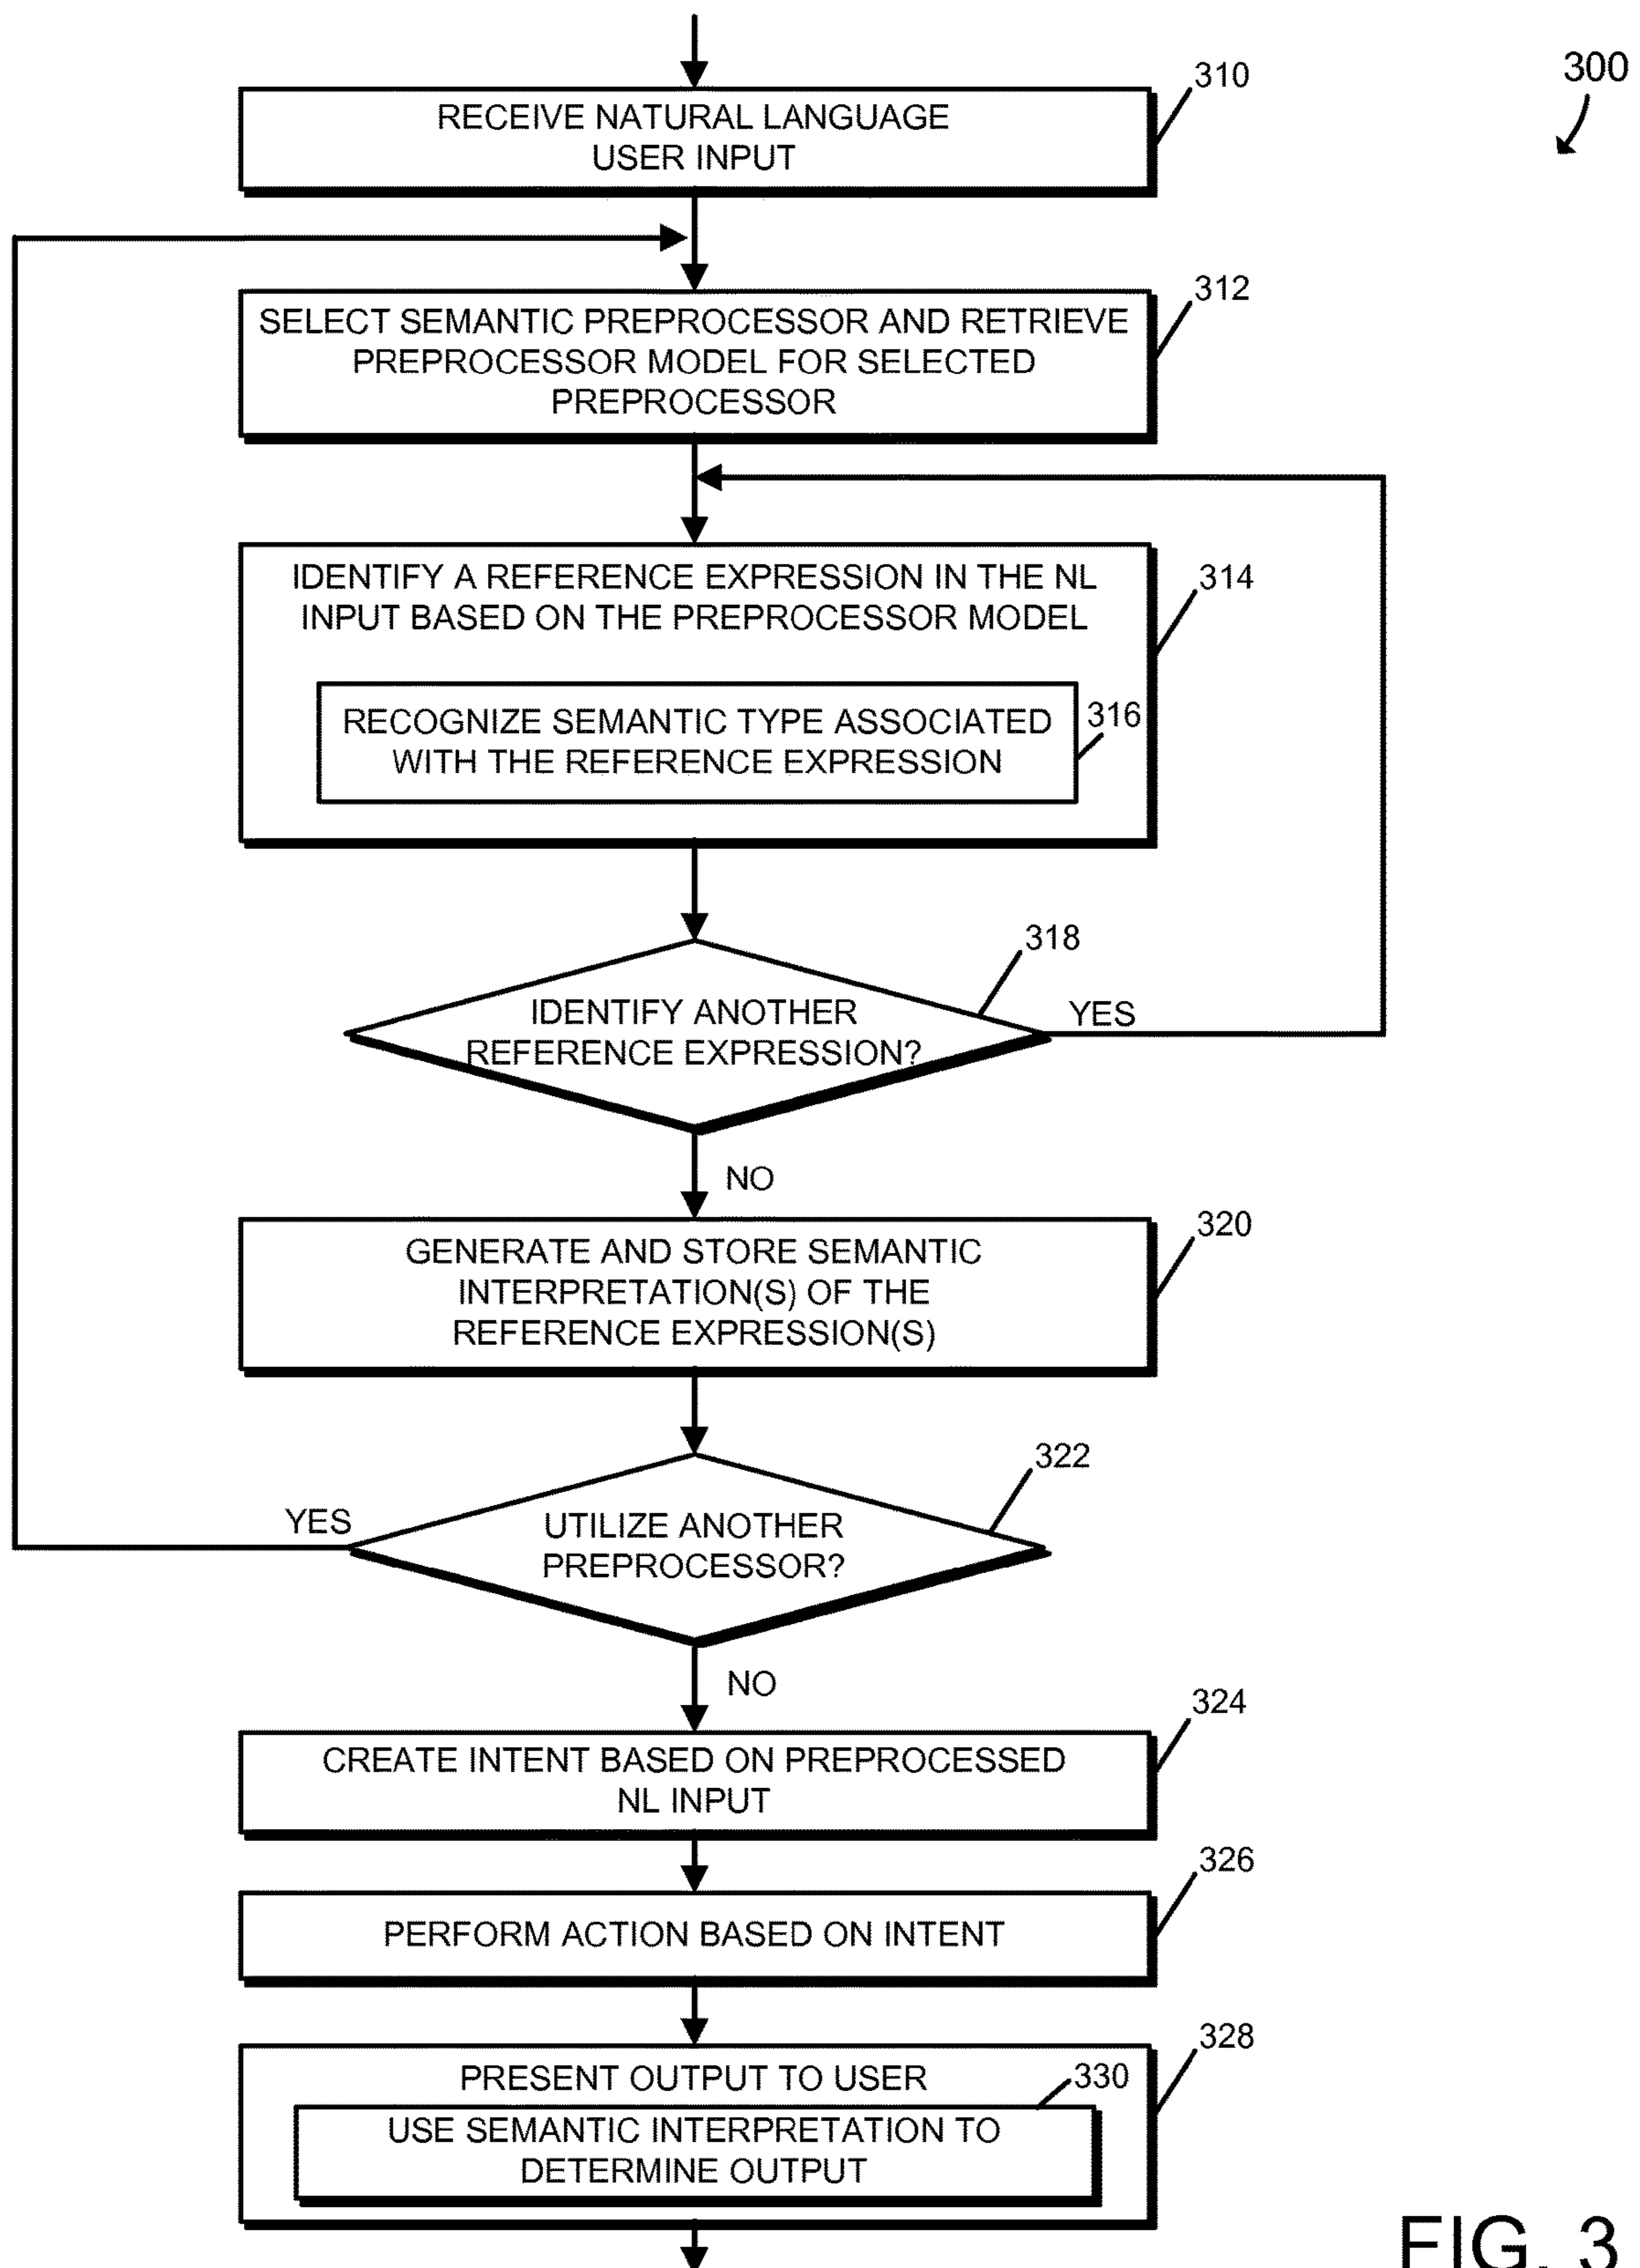 300
310
RECEIVE NATURAL LANGUAGE
USER INPUT
312
SELECT SEMANTIC PREPROCESSOR AND RETRIEVE
PREPROCESSOR MODEL FOR SELECTED
PREPROCESSOR
314
IDENTIFY A REFERENCE EXPRESSION IN THE NL
INPUT BASED ON THE PREPROCESSOR MODEL
316
RECOGNIZE SEMANTIC TYPE ASSOCIATED
WITH THE REFERENCE EXPRESSION
318
IDENTIFY ANOTHER
REFERENCE EXPRESSION?
YES
NO
320
GENERATE AND STORE SEMANTIC
INTERPRETATION(S) OF THE
REFERENCE EXPRESSION(S)
322
YES
UTILIZE ANOTHER
PREPROCESSOR?
NO
324
CREATE INTENT BASED ON PREPROCESSED
NL INPUT
326
PERFORM ACTION BASED ON INTENT
328
PRESENT OUTPUT TO USER
330
USE SEMANTIC INTERPRETATION TO
DETERMINE OUTPUT
FIG. 3